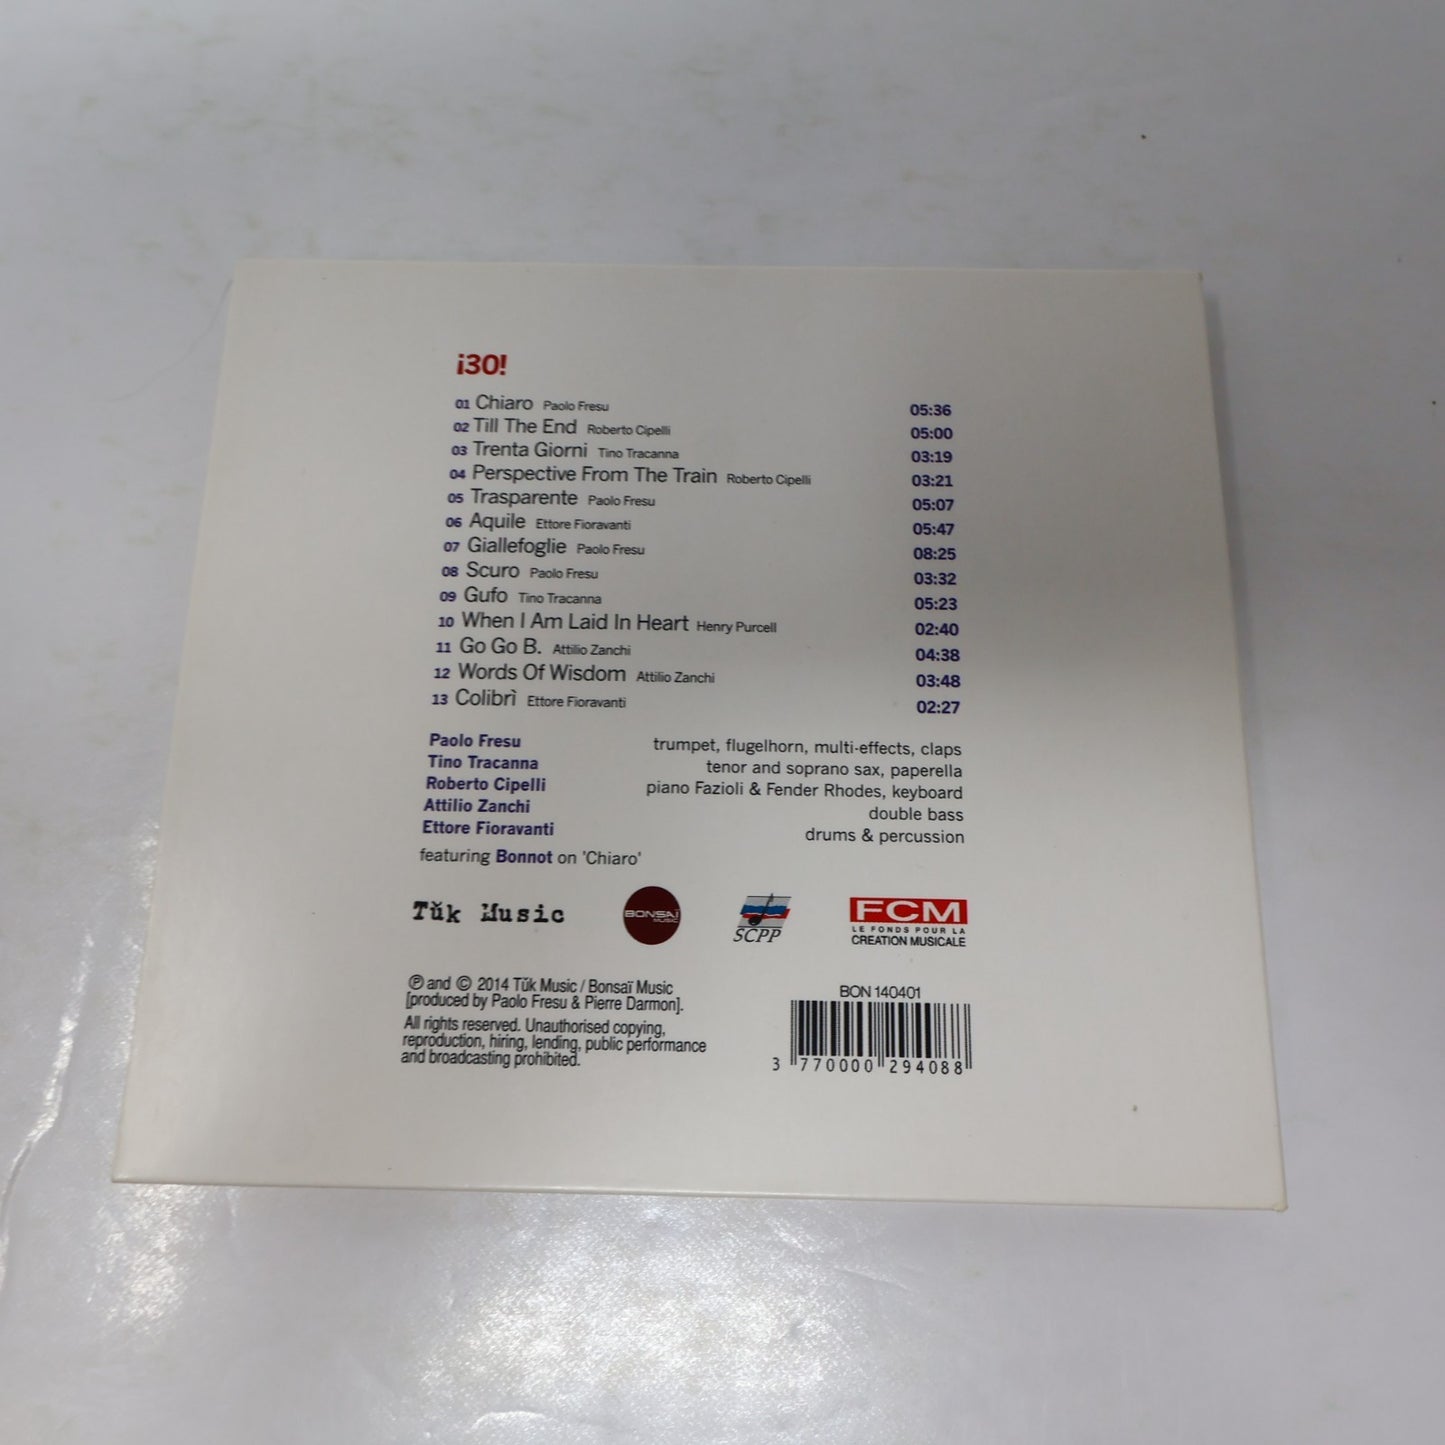 ¡30!
01 Chiaro Paolo Fresu 05:36
02 Till The End Roberto Cipelli 05:00
03 Trenta Giorni Tino Tracanna 03:19
04 Perspective From The Train Roberto Cipelli 03:21
05 Trasparente Paolo Fresu 05:07
06 Aquile Ettore Fioravanti 05:47
07 Giallefoglie Paolo Fresu 08:25
08 Scuro Paolo Fresu 03:32
09 Gufo Tino Tracanna 05:23
10 When I Am Laid In Heart Henry Purcell 02:40
11 Go Go B. Attilio Zanchi 04:38
12 Words Of Wisdom Attilio Zanchi 03:48
13 Colibrì Ettore Fioravanti 02:27
Paolo Fresu trumpet, flugelhorn, multi-effects, claps
Tino Tracanna tenor and soprano sax, paperella
Roberto Cipelli piano Fazioli & Fender Rhodes, keyboard
Attilio Zanchi double bass
Ettore Fioravanti drums & percussion
featuring Bonnot on 'Chiaro'
Tŭk Music
BONSAÏ
MUSIC
SCPP
FCM
LE FONDS POUR LA
CREATION MUSICALE
℗ and © 2014 Tŭk Music / Bonsaï Music
[produced by Paolo Fresu & Pierre Darmon].
All rights reserved. Unauthorised copying,
reproduction, hiring, lending, public performance
and broadcasting prohibited.
BON 140401
3 770000 294088